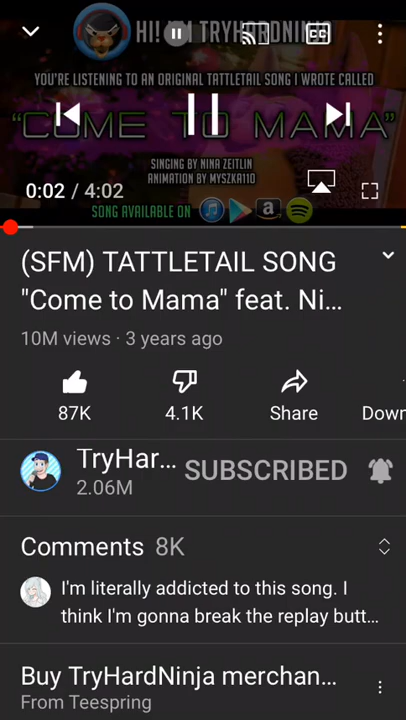 HI! I'M TRYHARDNINJA
CC
YOU'RE LISTENING TO AN ORIGINAL TATTLETAIL SONG I WROTE CALLED
"COME TO MAMA"
SINGING BY NINA ZEITLIN
ANIMATION BY MYSZKA110
0:02 / 4:02
SONG AVAILABLE ON
(SFM) TATTLETAIL SONG
"Come to Mama" feat. Ni...
10M views · 3 years ago
87K
4.1K
Share
Down
TryHar...
SUBSCRIBED
2.06M
Comments 8K
I'm literally addicted to this song. I
think I'm gonna break the replay butt...
Buy TryHardNinja merchan...
From Teespring